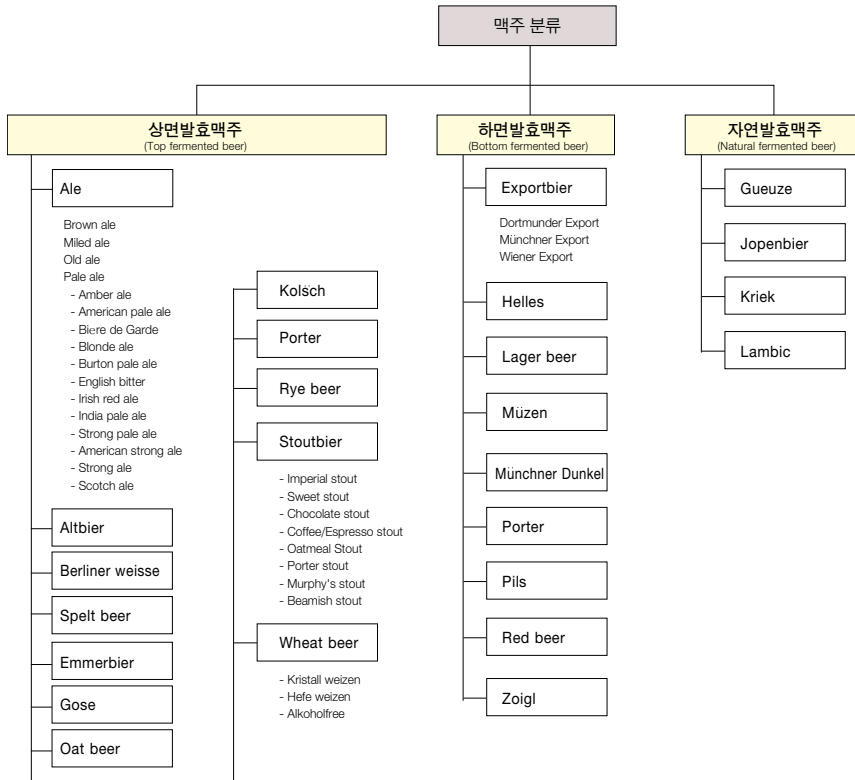 맥주 분류
상면발효맥주
(Top fermented beer)
Ale
Brown ale
Miled ale
Old ale
Pale ale
- Amber ale
- American pale ale
- Biere de Garde
- Blonde ale
- Burton pale ale
- English bitter
- Irish red ale
- India pale ale
- Strong pale ale
- American strong ale
- Strong ale
- Scotch ale
Altbier
Berliner weisse
Spelt beer
Emmerbier
Gose
Oat beer
Kolsch
Porter
Rye beer
Stoutbier
- Imperial stout
- Sweet stout
- Chocolate stout
- Coffee/Espresso stout
- Oatmeal Stout
- Porter stout
- Murphy's stout
- Beamish stout
Wheat beer
- Kristall weizen
- Hefe weizen
- Alkoholfree
하면발효맥주
(Bottom fermented beer)
Exportbier
Dortmunder Export
Münchner Export
Wiener Export
Helles
Lager beer
Müzen
Münchner Dunkel
Porter
Pils
Red beer
Zoigl
자연발효맥주
(Natural fermented beer)
Gueuze
Jopenbier
Kriek
Lambic